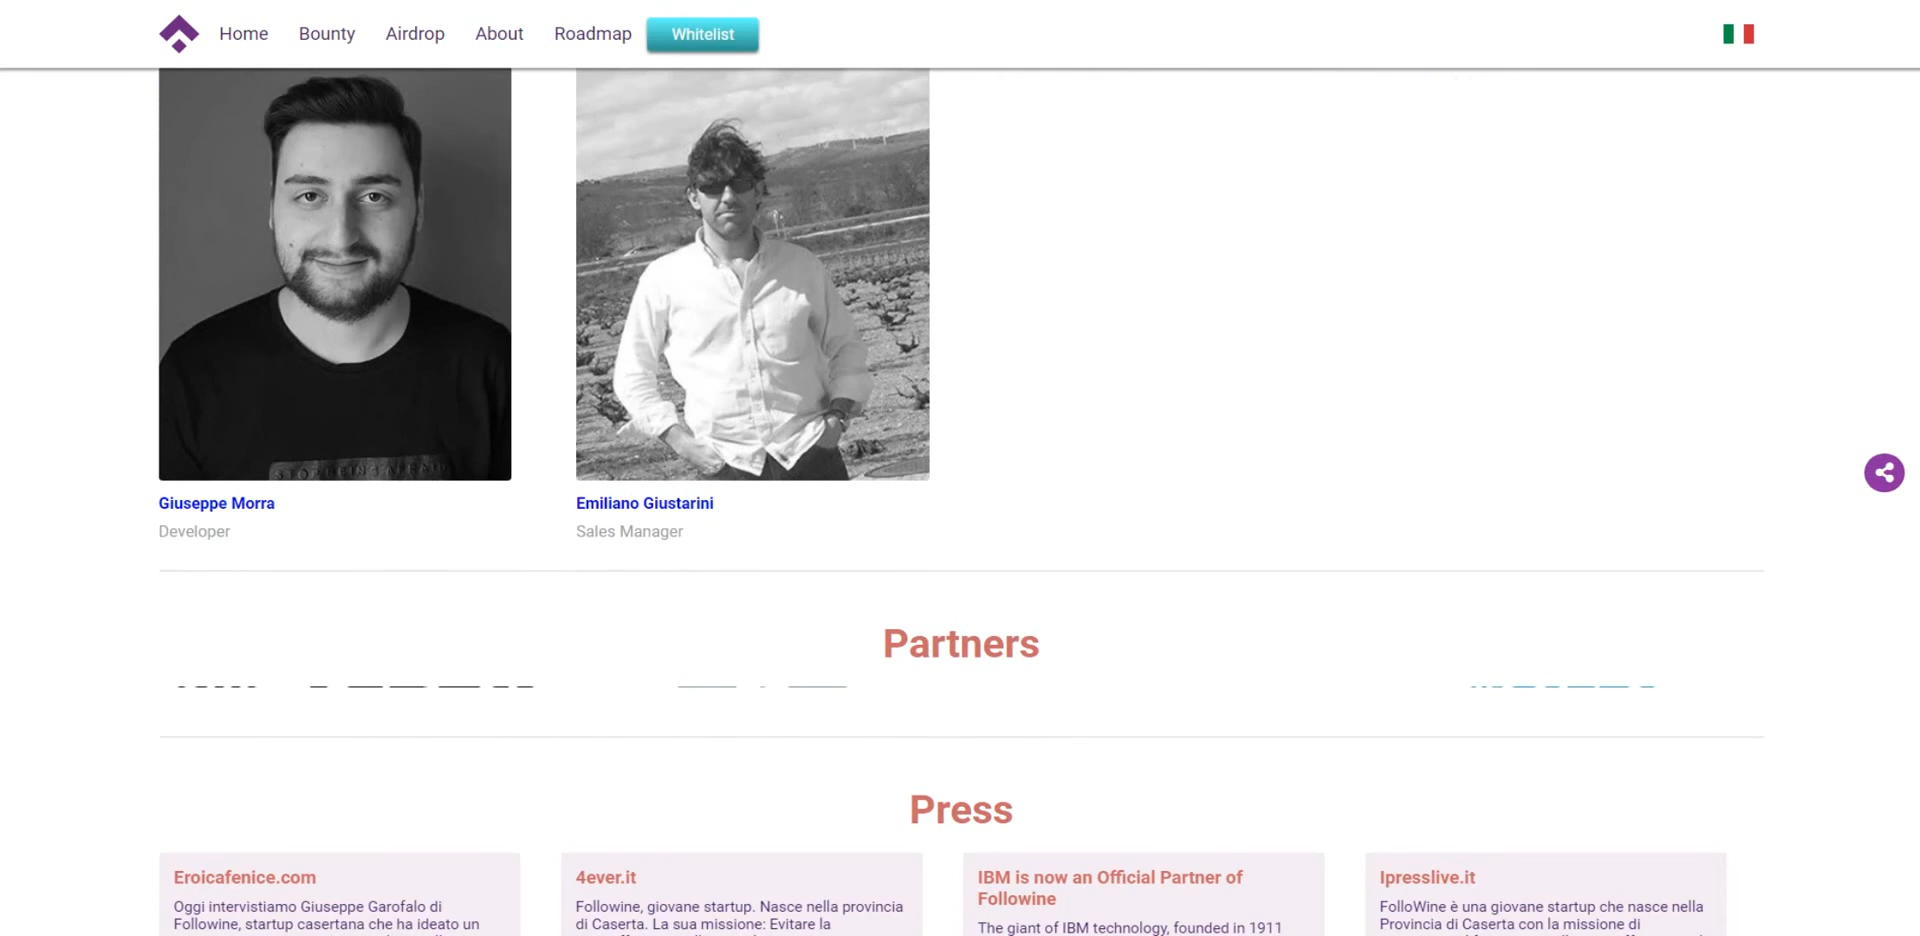 Home Bounty Airdrop About Roadmap Whitelist
Giuseppe Morra
Developer
Emiliano Giustarini
Sales Manager
Partners
Press
Eroicafenice.com
Oggi intervistiamo Giuseppe Garofalo di
Followine, startup casertana che ha ideato un
4ever.it
Followine, giovane startup. Nasce nella provincia
di Caserta. La sua missione: Evitare la
IBM is now an Official Partner of
Followine
The giant of IBM technology, founded in 1911
Ipresslive.it
FolloWine è una giovane startup che nasce nella
Provincia di Caserta con la missione di